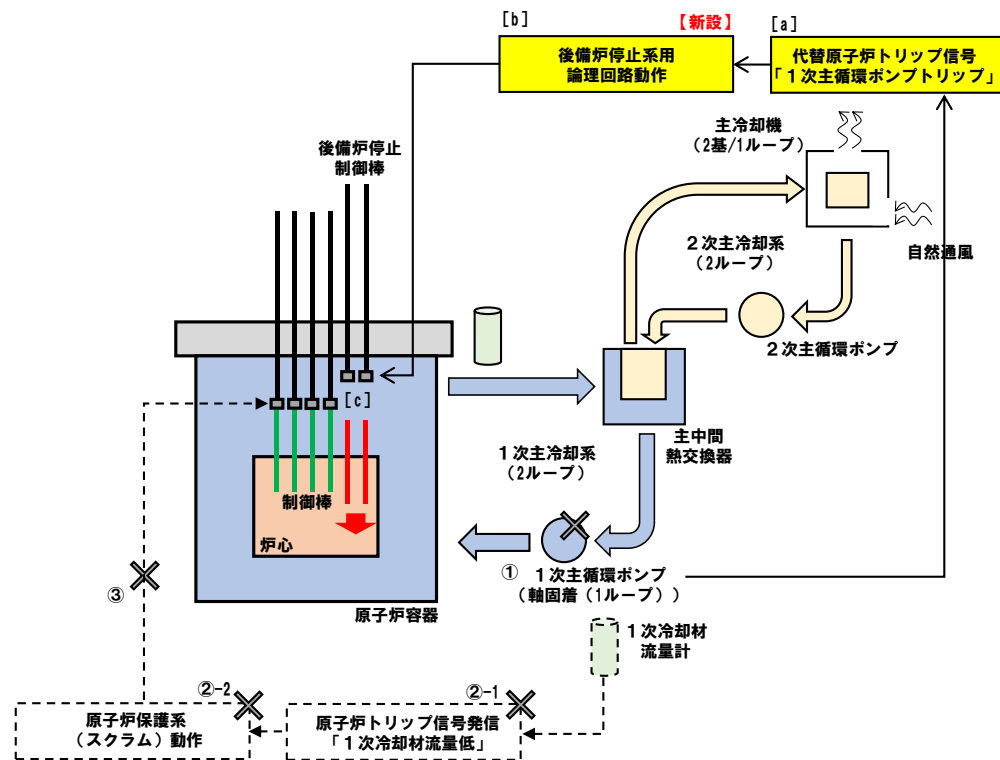 [b]
【新設】
[a]
後備炉停止系用
論理回路動作
代替原子炉トリップ信号
「１次主循環ポンプトリップ」
主冷却機
（2基/1ループ）
後備炉停止
制御棒
２次主冷却系
（2ループ）
自然通風
２次主循環ポンプ
[c]
主中間
熱交換器
１次主冷却系
（2ループ）
制御棒
炉心
①
１次主循環ポンプ
（軸固着（1ループ））
③
原子炉容器
１次冷却材
流量計
②-2
②-1
原子炉保護系
（スクラム）動作
原子炉トリップ信号発信
「１次冷却材流量低」